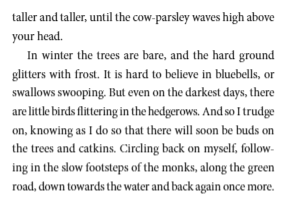 taller and taller, until the cow-parsley waves high above
your head.
In winter the trees are bare, and the hard ground
glitters with frost. It is hard to believe in bluebells, or
swallows swooping. But even on the darkest days, there
are little birds flittering in the hedgerows. And so I trudge
on, knowing as I do so that there will soon be buds on
the trees and catkins. Circling back on myself, follow-
ing in the slow footsteps of the monks, along the green
road, down towards the water and back again once more.